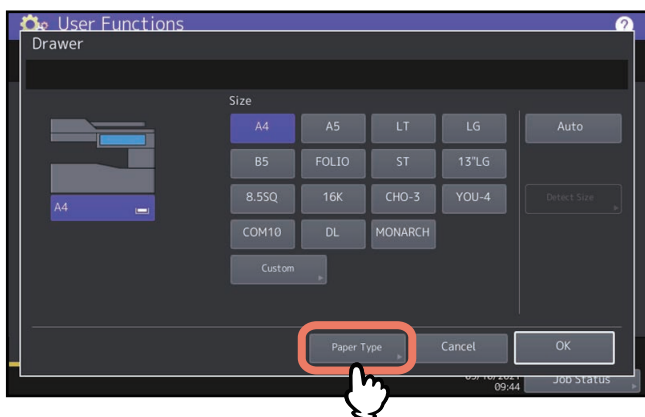 User Functions
?
Drawer
Size
A4 A5 LT LG Auto
B5 FOLIO ST 13"LG
8.5SQ 16K CHO-3 YOU-4 Detect Size
A4
COM10 DL MONARCH
Custom
Paper Type Cancel OK
09:44 Job Status